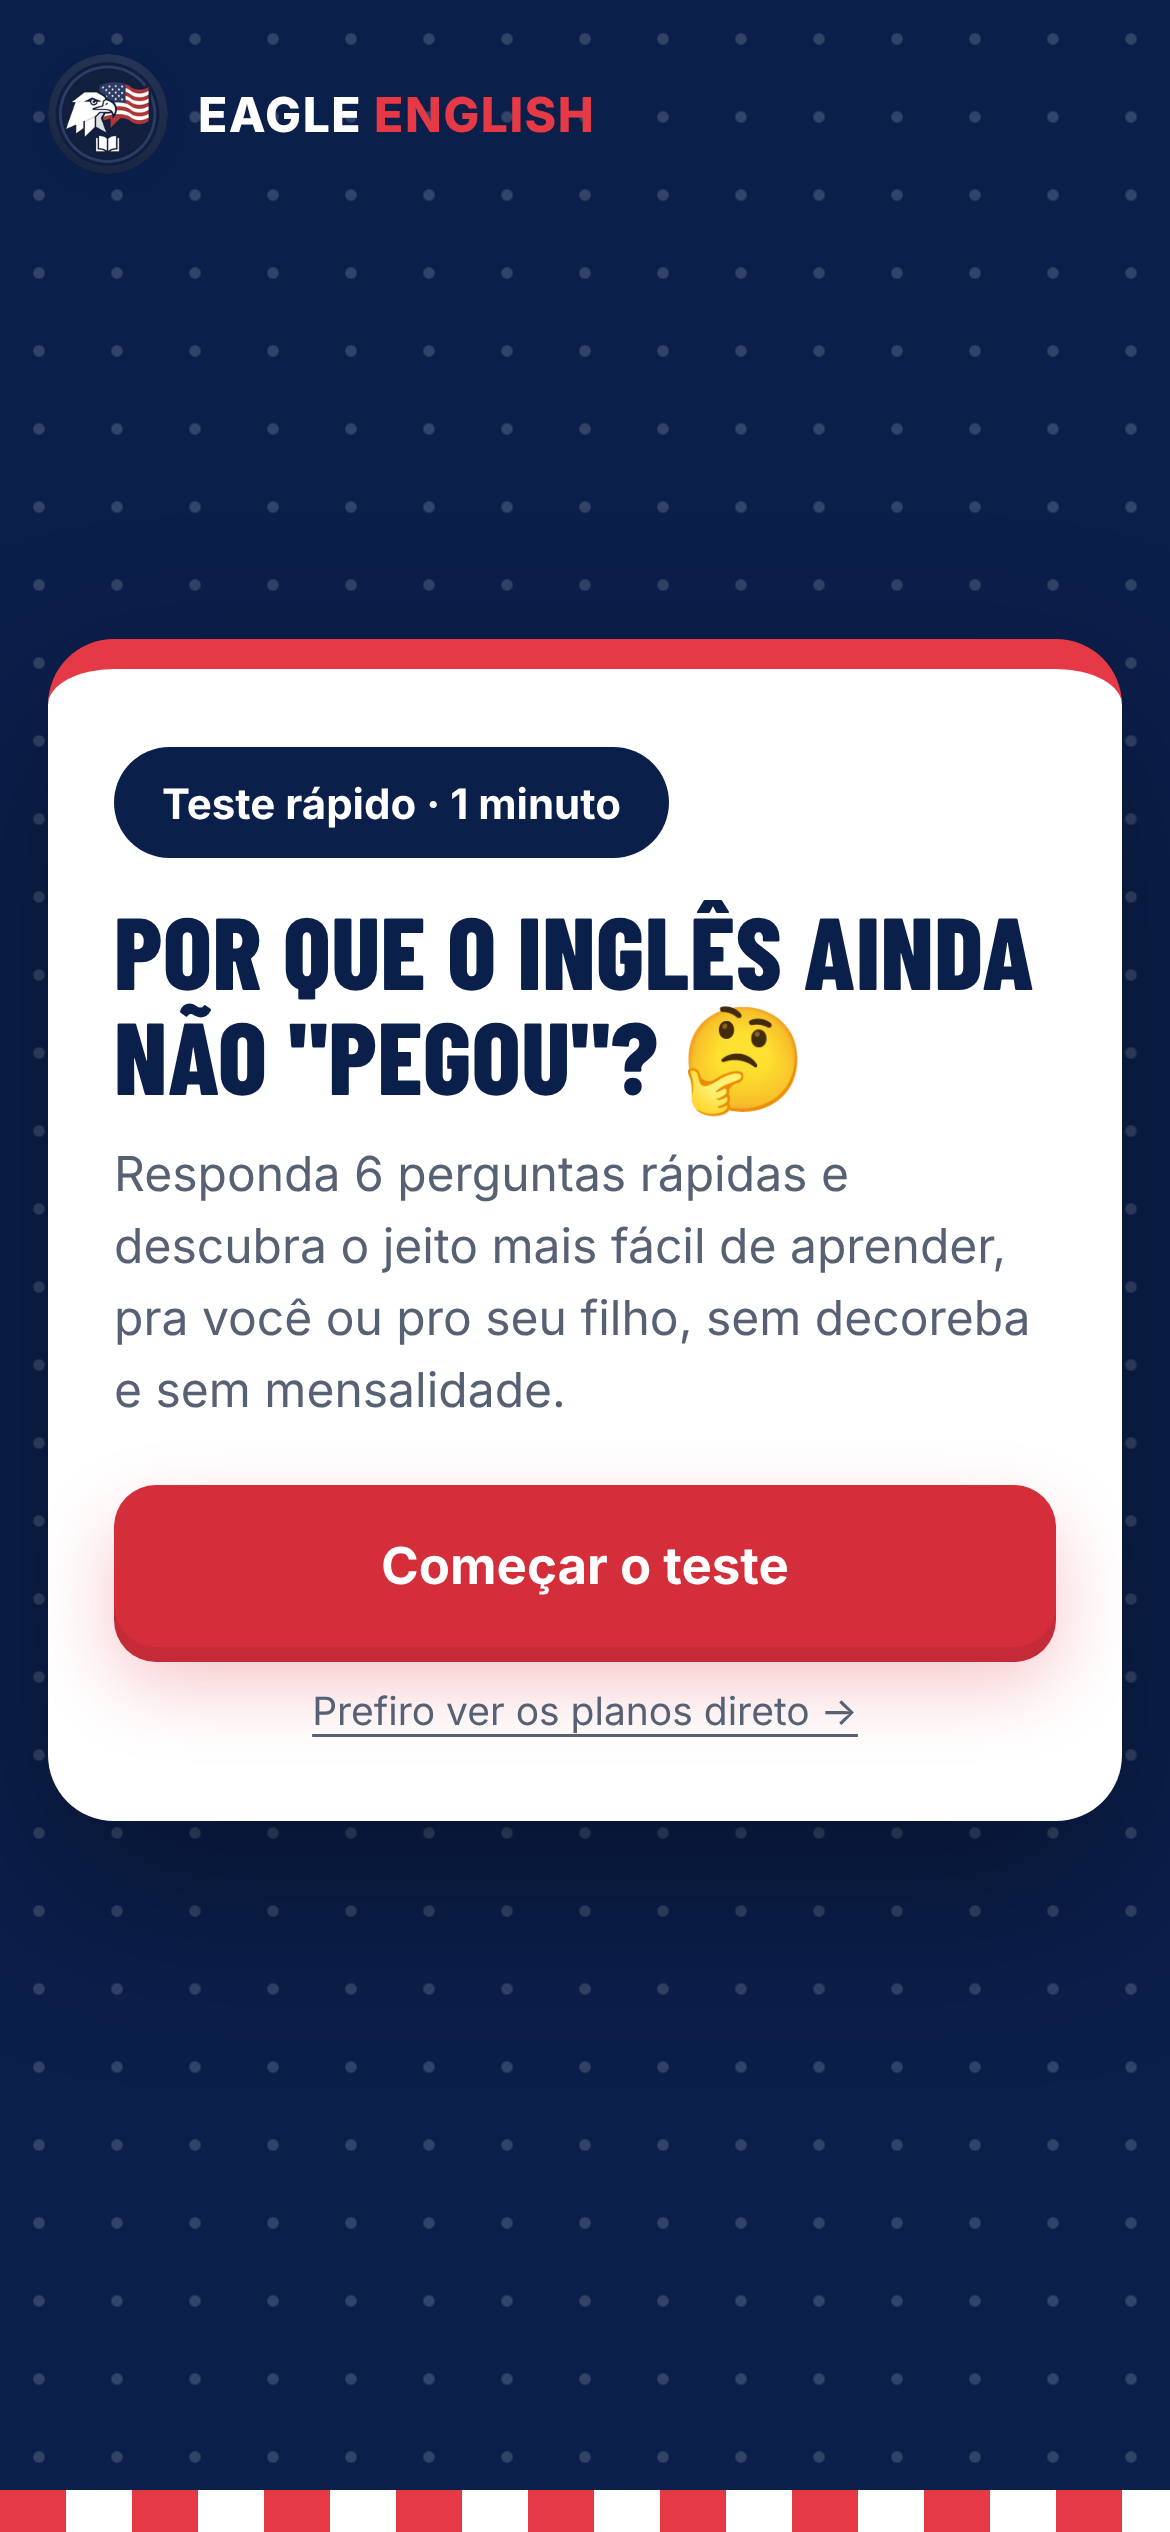 EAGLE ENGLISH
Teste rápido · 1 minuto
POR QUE O INGLÊS AINDA
NÃO "PEGOU"? 🤔
Responda 6 perguntas rápidas e
descubra o jeito mais fácil de aprender,
pra você ou pro seu filho, sem decoreba
e sem mensalidade.
Começar o teste
Prefiro ver os planos direto →